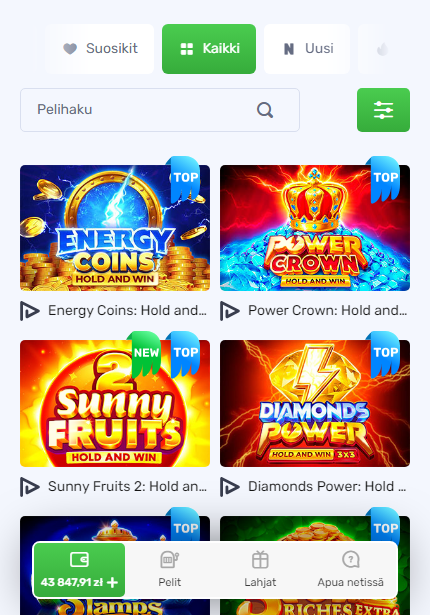 Suosikit
Kaikki
N Uusi
Pelihaku
TOP
ENERGY
COINS
HOLD AND WIN
TOP
POWER
CROWN
HOLD AND WIN
Energy Coins: Hold and...
Power Crown: Hold and...
NEW
TOP
2
Sunny
FRUITS
HOLD AND WIN
TOP
DIAMONDS
POWER
HOLD AND WIN 3X3
Sunny Fruits 2: Hold an...
Diamonds Power: Hold ...
TOP
Stamps
TOP
RICHES EXTRA
43 847,91 zł +
Pelit
Lahjat
Apua netissä